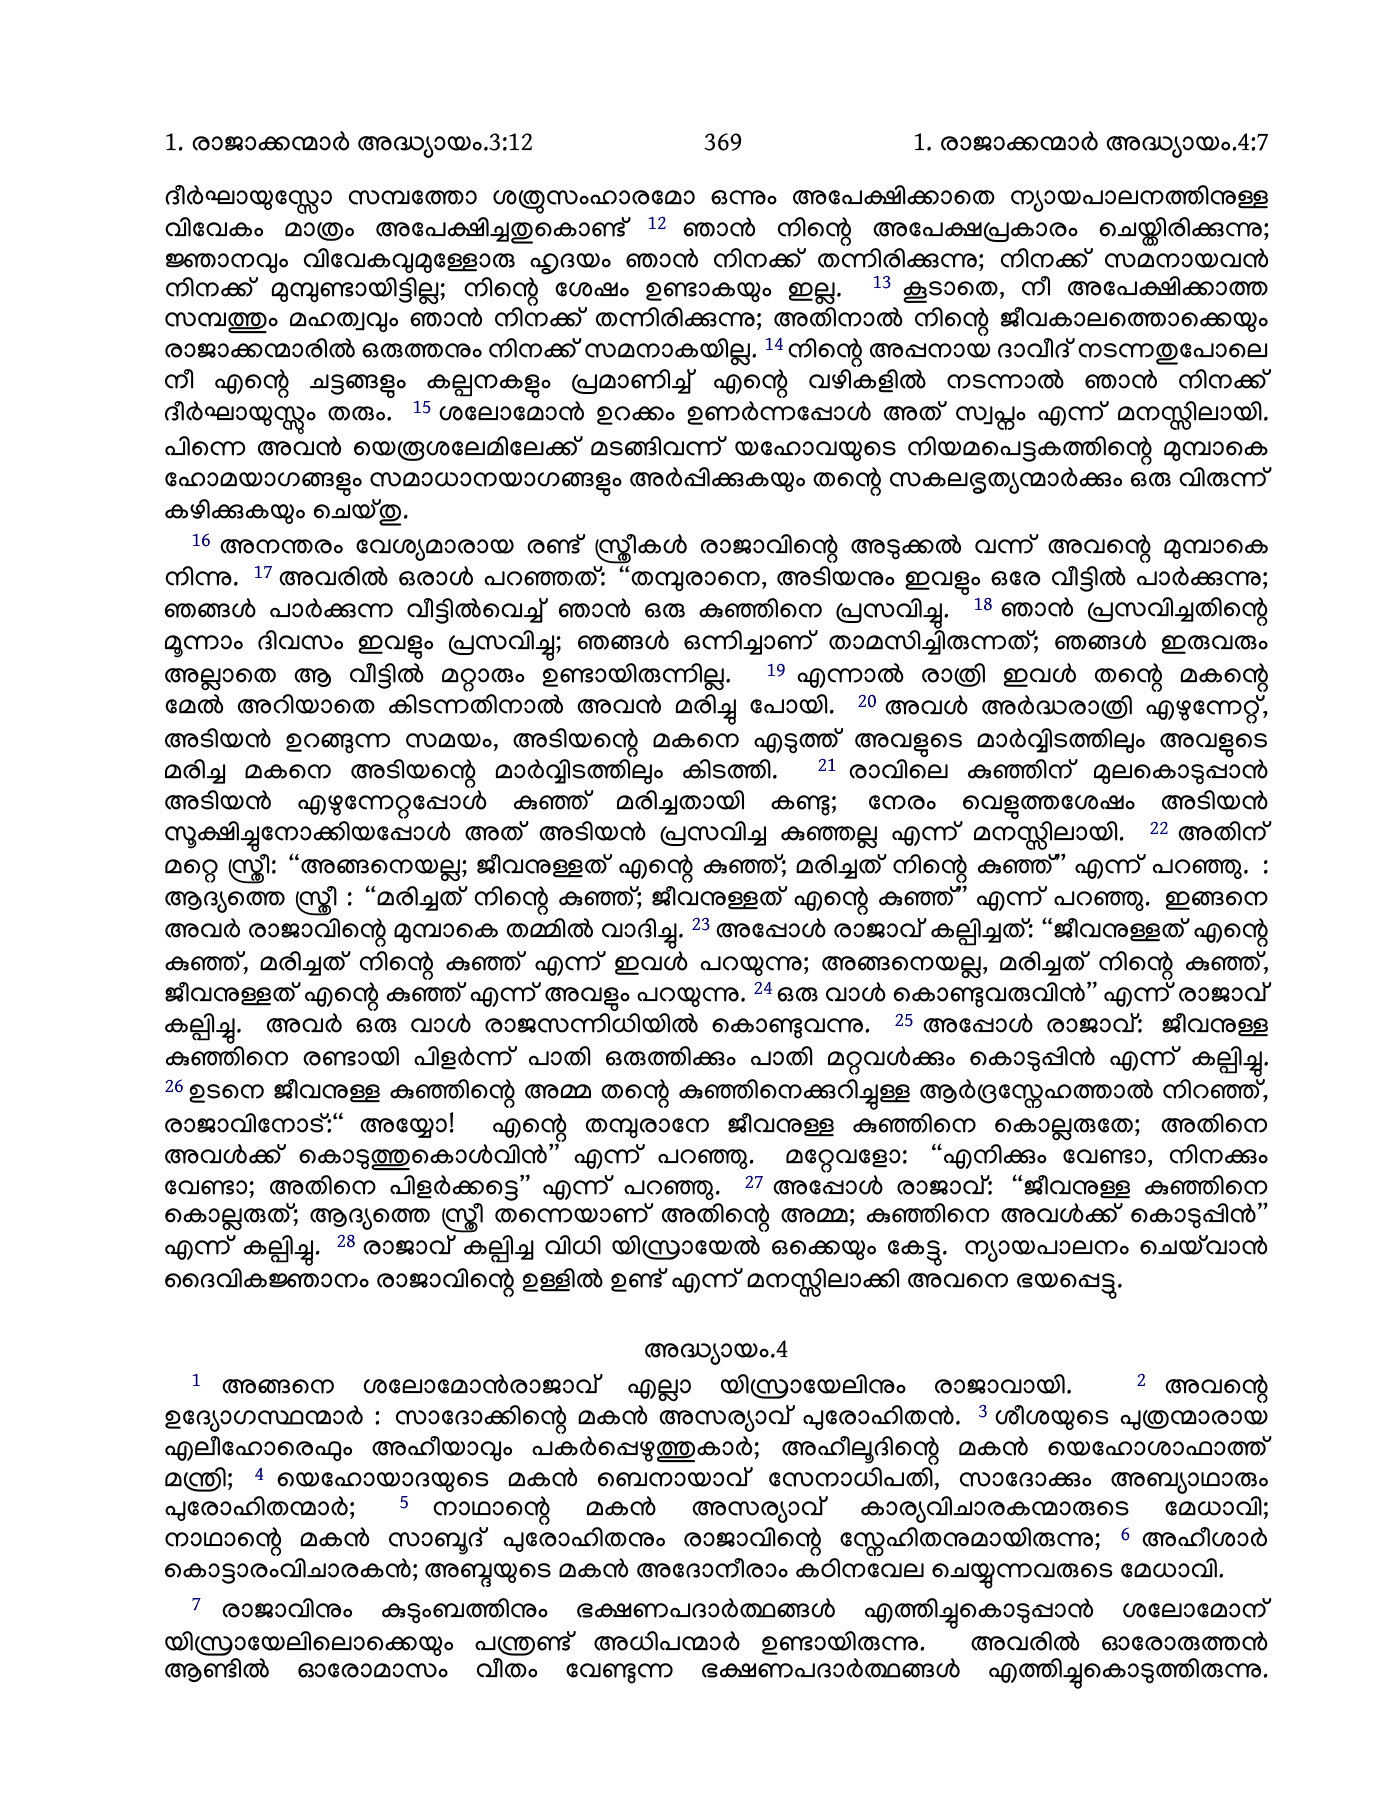 1. രാജാക്കന്മാർ അദ്ധ്യായം.3:12 369 1. രാജാക്കന്മാർ അദ്ധ്യായം.4:7
ദീർഘായുസ്സോ സമ്പത്തോ ശത്രുസംഹാരമോ ഒന്നും അപേക്ഷിക്കാതെ ന്യായപാലനത്തിനുള്ള
വിവേകം മാത്രം അപേക്ഷിച്ചതുകൊണ്ട് 12 ഞാൻ നിന്റെ അപേക്ഷപ്രകാരം ചെയ്തിരിക്കുന്നു;
ജ്ഞാനവും വിവേകവുമുള്ളോരു ഹൃദയം ഞാൻ നിനക്ക് തന്നിരിക്കുന്നു; നിനക്ക് സമനായവൻ
നിനക്ക് മുമ്പുണ്ടായിട്ടില്ല; നിന്റെ ശേഷം ഉണ്ടാകയും ഇല്ല. 13 കൂടാതെ, നീ അപേക്ഷിക്കാത്ത
സമ്പത്തും മഹത്വവും ഞാൻ നിനക്ക് തന്നിരിക്കുന്നു; അതിനാൽ നിന്റെ ജീവകാലത്തൊക്കെയും
രാജാക്കന്മാരിൽ ഒരുത്തനും നിനക്ക് സമനാകയില്ല. 14 നിന്റെ അപ്പനായ ദാവീദ് നടന്നതുപോലെ
നീ എന്റെ ചട്ടങ്ങളും കല്പനകളും പ്രമാണിച്ച് എന്റെ വഴികളിൽ നടന്നാൽ ഞാൻ നിനക്ക്
ദീർഘായുസ്സും തരും. 15 ശലോമോൻ ഉറക്കം ഉണർന്നപ്പോൾ അത് സ്വപ്നം എന്ന് മനസ്സിലായി.
പിന്നെ അവൻ യെരൂശലേമിലേക്ക് മടങ്ങിവന്ന് യഹോവയുടെ നിയമപെട്ടകത്തിന്റെ മുമ്പാകെ
ഹോമയാഗങ്ങളും സമാധാനയാഗങ്ങളും അർപ്പിക്കുകയും തന്റെ സകലഭൃത്യന്മാർക്കും ഒരു വിരുന്ന്
കഴിക്കുകയും ചെയ്തു.
16 അനന്തരം വേശ്യമാരായ രണ്ട് സ്ത്രീകൾ രാജാവിന്റെ അടുക്കൽ വന്ന് അവന്റെ മുമ്പാകെ
നിന്നു. 17 അവരിൽ ഒരാൾ പറഞ്ഞത്: “തമ്പുരാനെ, അടിയനും ഇവളും ഒരേ വീട്ടിൽ പാർക്കുന്നു;
ഞങ്ങൾ പാർക്കുന്ന വീട്ടിൽവെച്ച് ഞാൻ ഒരു കുഞ്ഞിനെ പ്രസവിച്ചു. 18 ഞാൻ പ്രസവിച്ചതിന്റെ
മൂന്നാം ദിവസം ഇവളും പ്രസവിച്ചു; ഞങ്ങൾ ഒന്നിച്ചാണ് താമസിച്ചിരുന്നത്; ഞങ്ങൾ ഇരുവരും
അല്ലാതെ ആ വീട്ടിൽ മറ്റാരും ഉണ്ടായിരുന്നില്ല. 19 എന്നാൽ രാത്രി ഇവൾ തന്റെ മകന്റെ
മേൽ അറിയാതെ കിടന്നതിനാൽ അവൻ മരിച്ചു പോയി. 20 അവൾ അർദ്ധരാത്രി എഴുന്നേറ്റ്,
അടിയൻ ഉറങ്ങുന്ന സമയം, അടിയന്റെ മകനെ എടുത്ത് അവളുടെ മാർവ്വിടത്തിലും അവളുടെ
മരിച്ച മകനെ അടിയന്റെ മാർവ്വിടത്തിലും കിടത്തി. 21 രാവിലെ കുഞ്ഞിന് മുലകൊടുപ്പാൻ
അടിയൻ എഴുന്നേറ്റപ്പോൾ കുഞ്ഞ് മരിച്ചതായി കണ്ടു; നേരം വെളുത്തശേഷം അടിയൻ
സൂക്ഷിച്ചുനോക്കിയപ്പോൾ അത് അടിയൻ പ്രസവിച്ച കുഞ്ഞല്ല എന്ന് മനസ്സിലായി. 22 അതിന്
മറ്റെ സ്ത്രീ: “അങ്ങനെയല്ല; ജീവനുള്ളത് എന്റെ കുഞ്ഞ്; മരിച്ചത് നിന്റെ കുഞ്ഞ്” എന്ന് പറഞ്ഞു. :
ആദ്യത്തെ സ്ത്രീ : “മരിച്ചത് നിന്റെ കുഞ്ഞ്; ജീവനുള്ളത് എന്റെ കുഞ്ഞ്” എന്ന് പറഞ്ഞു. ഇങ്ങനെ
അവർ രാജാവിന്റെ മുമ്പാകെ തമ്മിൽ വാദിച്ചു. 23 അപ്പോൾ രാജാവ് കല്പിച്ചത്: “ജീവനുള്ളത് എന്റെ
കുഞ്ഞ്, മരിച്ചത് നിന്റെ കുഞ്ഞ് എന്ന് ഇവൾ പറയുന്നു; അങ്ങനെയല്ല, മരിച്ചത് നിന്റെ കുഞ്ഞ്,
ജീവനുള്ളത് എന്റെ കുഞ്ഞ് എന്ന് അവളും പറയുന്നു. 24 ഒരു വാൾ കൊണ്ടുവരുവിൻ” എന്ന് രാജാവ്
കല്പിച്ചു. അവർ ഒരു വാൾ രാജസന്നിധിയിൽ കൊണ്ടുവന്നു. 25 അപ്പോൾ രാജാവ്: ജീവനുള്ള
കുഞ്ഞിനെ രണ്ടായി പിളർന്ന് പാതി ഒരുത്തിക്കും പാതി മറ്റവൾക്കും കൊടുപ്പിൻ എന്ന് കല്പിച്ചു.
26 ഉടനെ ജീവനുള്ള കുഞ്ഞിന്റെ അമ്മ തന്റെ കുഞ്ഞിനെക്കുറിച്ചുള്ള ആർദ്രസ്നേഹത്താൽ നിറഞ്ഞ്,
രാജാവിനോട്:“ അയ്യോ! എന്റെ തമ്പുരാനേ ജീവനുള്ള കുഞ്ഞിനെ കൊല്ലരുതേ; അതിനെ
അവൾക്ക് കൊടുത്തുകൊൾവിൻ” എന്ന് പറഞ്ഞു. മറ്റേവളോ: “എനിക്കും വേണ്ടാ, നിനക്കും
വേണ്ടാ; അതിനെ പിളർക്കട്ടെ” എന്ന് പറഞ്ഞു. 27 അപ്പോൾ രാജാവ്: “ജീവനുള്ള കുഞ്ഞിനെ
കൊല്ലരുത്; ആദ്യത്തെ സ്ത്രീ തന്നെയാണ് അതിന്റെ അമ്മ; കുഞ്ഞിനെ അവൾക്ക് കൊടുപ്പിൻ”
എന്ന് കല്പിച്ചു. 28 രാജാവ് കല്പിച്ച വിധി യിസ്രായേൽ ഒക്കെയും കേട്ടു. ന്യായപാലനം ചെയ്‌വാൻ
ദൈവികജ്ഞാനം രാജാവിന്റെ ഉള്ളിൽ ഉണ്ട് എന്ന് മനസ്സിലാക്കി അവനെ ഭയപ്പെട്ടു.
അദ്ധ്യായം.4
1 അങ്ങനെ ശലോമോൻരാജാവ് എല്ലാ യിസ്രായേലിനും രാജാവായി. 2 അവന്റെ
ഉദ്യോഗസ്ഥന്മാർ : സാദോക്കിന്റെ മകൻ അസര്യാവ് പുരോഹിതൻ. 3 ശീശയുടെ പുത്രന്മാരായ
എലീഹോരെഫും അഹീയാവും പകർപ്പെഴുത്തുകാർ; അഹീലൂദിന്റെ മകൻ യെഹോശാഫാത്ത്
മന്ത്രി; 4 യെഹോയാദയുടെ മകൻ ബെനായാവ് സേനാധിപതി, സാദോക്കും അബ്യാഥാരും
പുരോഹിതന്മാർ; 5 നാഥാന്റെ മകൻ അസര്യാവ് കാര്യവിചാരകന്മാരുടെ മേധാവി;
നാഥാന്റെ മകൻ സാബൂദ് പുരോഹിതനും രാജാവിന്റെ സ്നേഹിതനുമായിരുന്നു; 6 അഹീശാർ
കൊട്ടാരംവിചാരകൻ; അബ്ദയുടെ മകൻ അദോനീരാം കഠിനവേല ചെയ്യുന്നവരുടെ മേധാവി.
7 രാജാവിനും കുടുംബത്തിനും ഭക്ഷണപദാർത്ഥങ്ങൾ എത്തിച്ചുകൊടുപ്പാൻ ശലോമോന്
യിസ്രായേലിലൊക്കെയും പന്ത്രണ്ട് അധിപന്മാർ ഉണ്ടായിരുന്നു. അവരിൽ ഓരോരുത്തൻ
ആണ്ടിൽ ഓരോമാസം വീതം വേണ്ടുന്ന ഭക്ഷണപദാർത്ഥങ്ങൾ എത്തിച്ചുകൊടുത്തിരുന്നു.